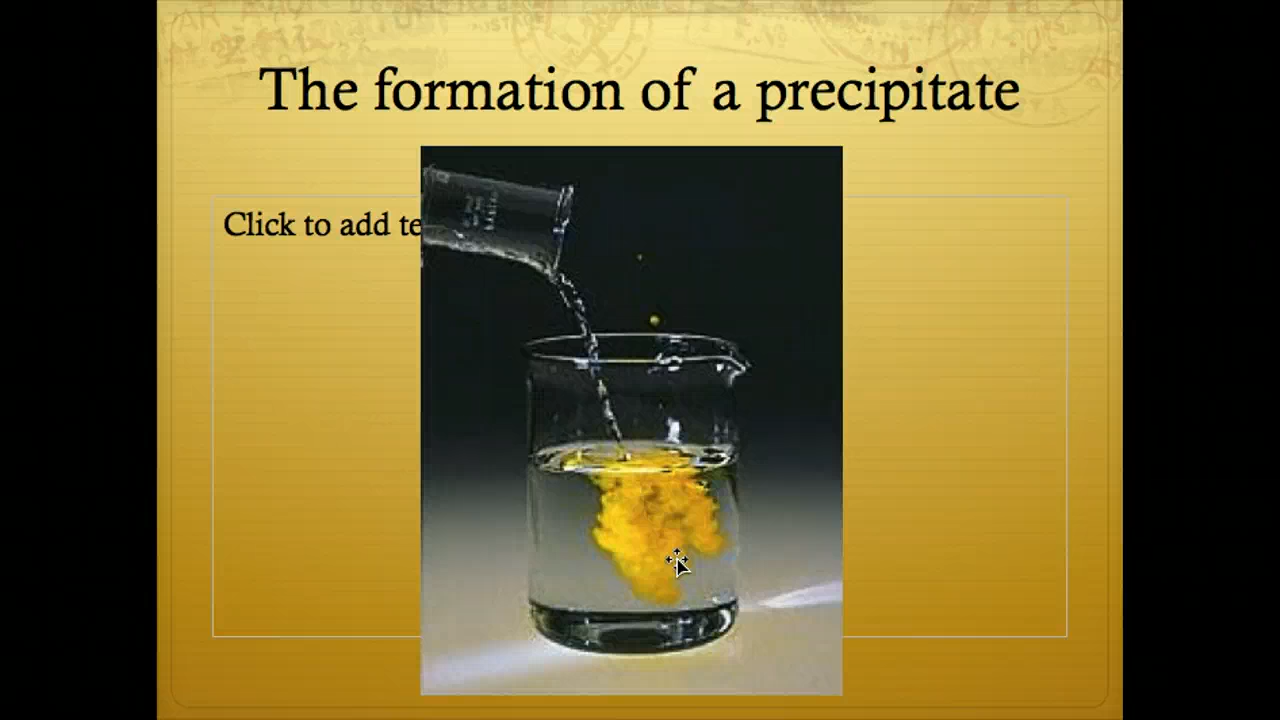 The formation of a precipitate
Click to add te